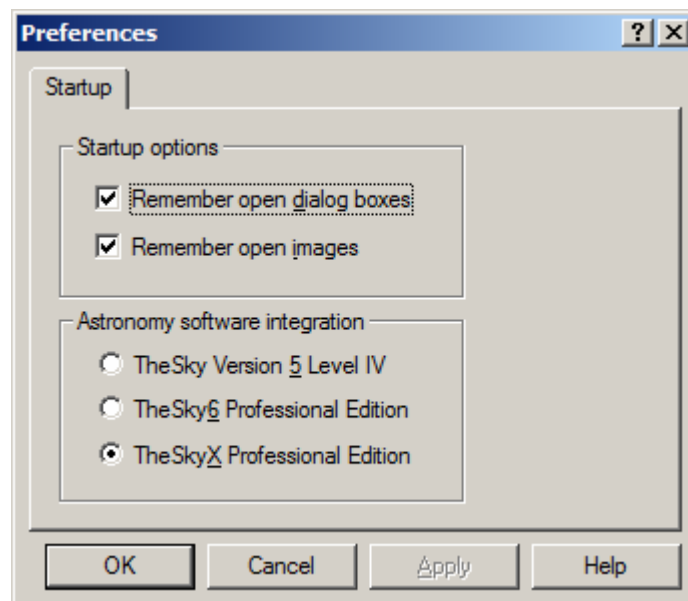 Preferences
Startup
Startup options
Remember open dialog boxes
Remember open images
Astronomy software integration
TheSky Version 5 Level IV
TheSky6 Professional Edition
TheSkyX Professional Edition
OK Cancel Apply Help